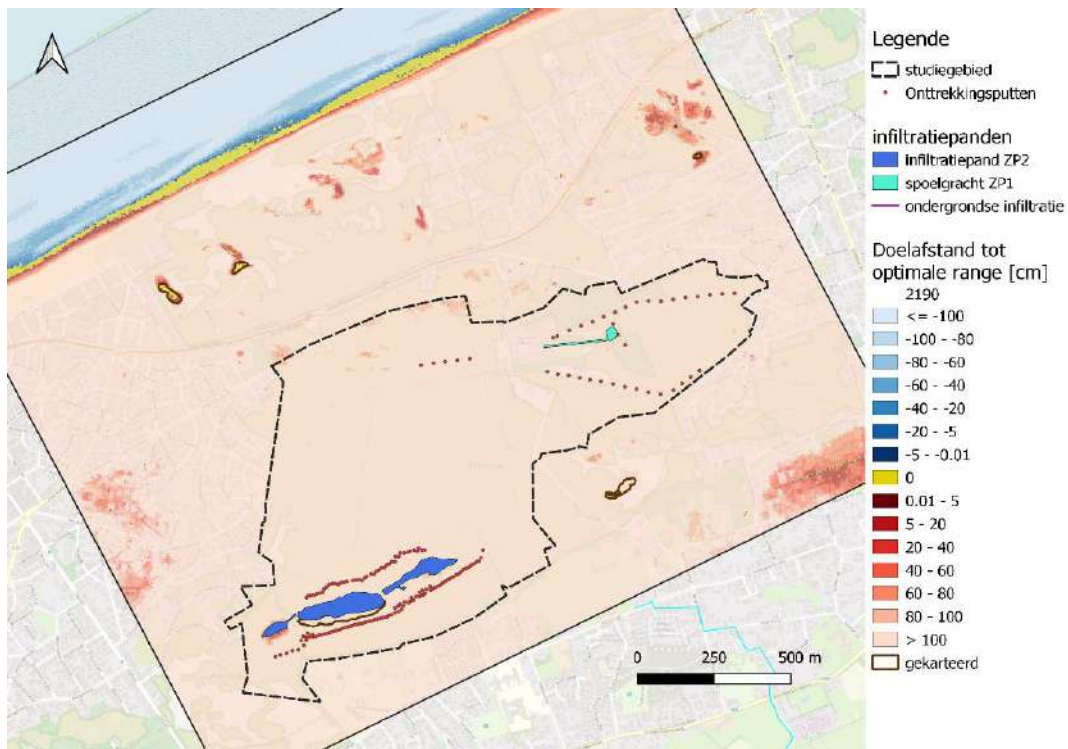 Legende
studiegebied
Onttrekkingsputten
infiltratiepanden
infiltratiepand ZP2
spoelgracht ZP1
ondergrondse infiltratie
Doelafstand tot
optimale range [cm]
2190
<= -100
-100 - -80
-80 - -60
-60 - -40
-40 - -20
-20 - -5
-5 - -0.01
0
0.01 - 5
5 - 20
20 - 40
40 - 60
60 - 80
80 - 100
> 100
gekarteerd
0 250 500 m